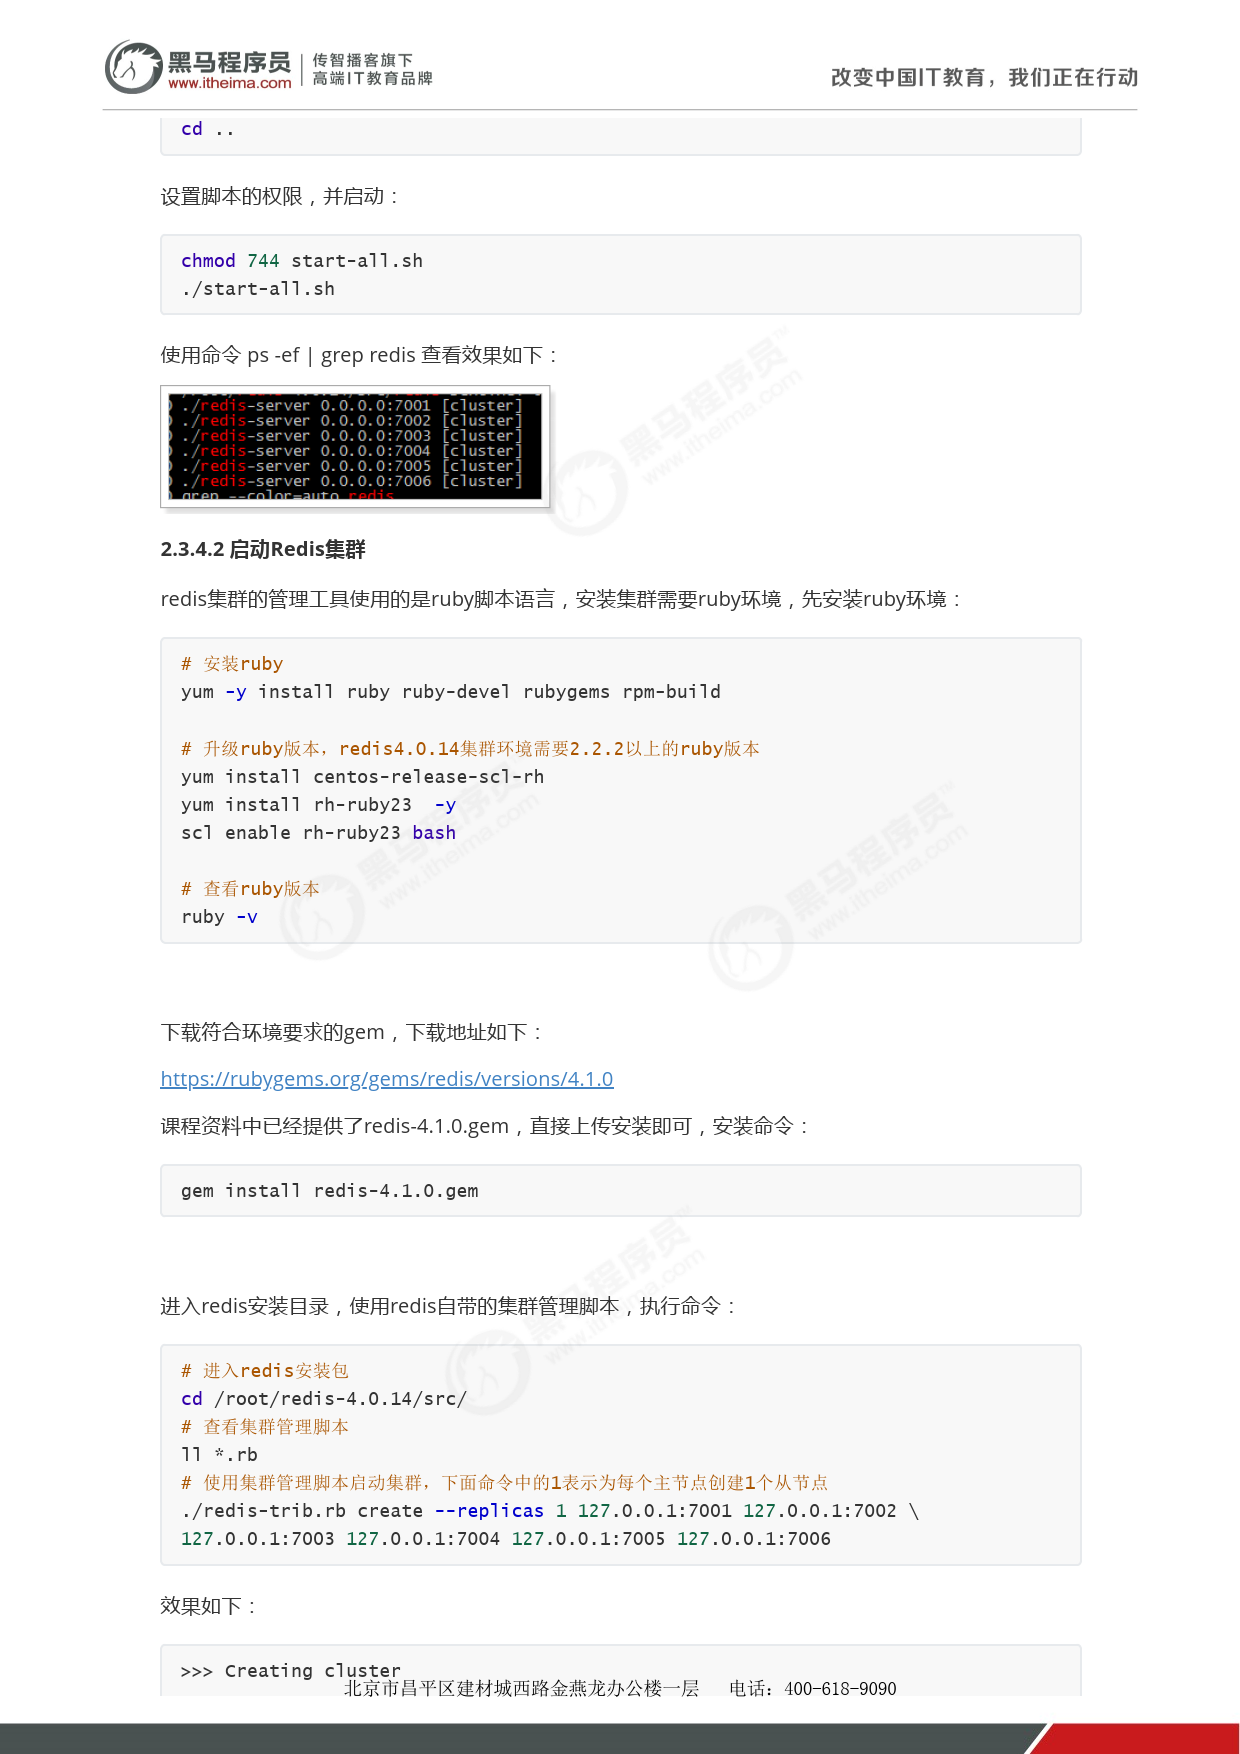 黑马程序员
www.itheima.com
传智播客旗下
高端IT教育品牌
改变中国IT教育，我们正在行动
cd ..
设置脚本的权限，并启动：
chmod 744 start-all.sh
./start-all.sh
使用命令 ps -ef | grep redis 查看效果如下：
./redis-server 0.0.0.0:7001 [cluster]
./redis-server 0.0.0.0:7002 [cluster]
./redis-server 0.0.0.0:7003 [cluster]
./redis-server 0.0.0.0:7004 [cluster]
./redis-server 0.0.0.0:7005 [cluster]
./redis-server 0.0.0.0:7006 [cluster]
grep --color=auto redis
2.3.4.2 启动Redis集群
redis集群的管理工具使用的是ruby脚本语言，安装集群需要ruby环境，先安装ruby环境：
# 安装ruby
yum -y install ruby ruby-devel rubygems rpm-build
# 升级ruby版本，redis4.0.14集群环境需要2.2.2以上的ruby版本
yum install centos-release-scl-rh
yum install rh-ruby23  -y
scl enable rh-ruby23 bash
# 查看ruby版本
ruby -v
下载符合环境要求的gem，下载地址如下：
https://rubygems.org/gems/redis/versions/4.1.0
课程资料中已经提供了redis-4.1.0.gem，直接上传安装即可，安装命令：
gem install redis-4.1.0.gem
进入redis安装目录，使用redis自带的集群管理脚本，执行命令：
# 进入redis安装包
cd /root/redis-4.0.14/src/
# 查看集群管理脚本
ll *.rb
# 使用集群管理脚本启动集群，下面命令中的1表示为每个主节点创建1个从节点
./redis-trib.rb create --replicas 1 127.0.0.1:7001 127.0.0.1:7002 \
127.0.0.1:7003 127.0.0.1:7004 127.0.0.1:7005 127.0.0.1:7006
效果如下：
>>> Creating cluster
北京市昌平区建材城西路金燕龙办公楼一层 电话：400-618-9090